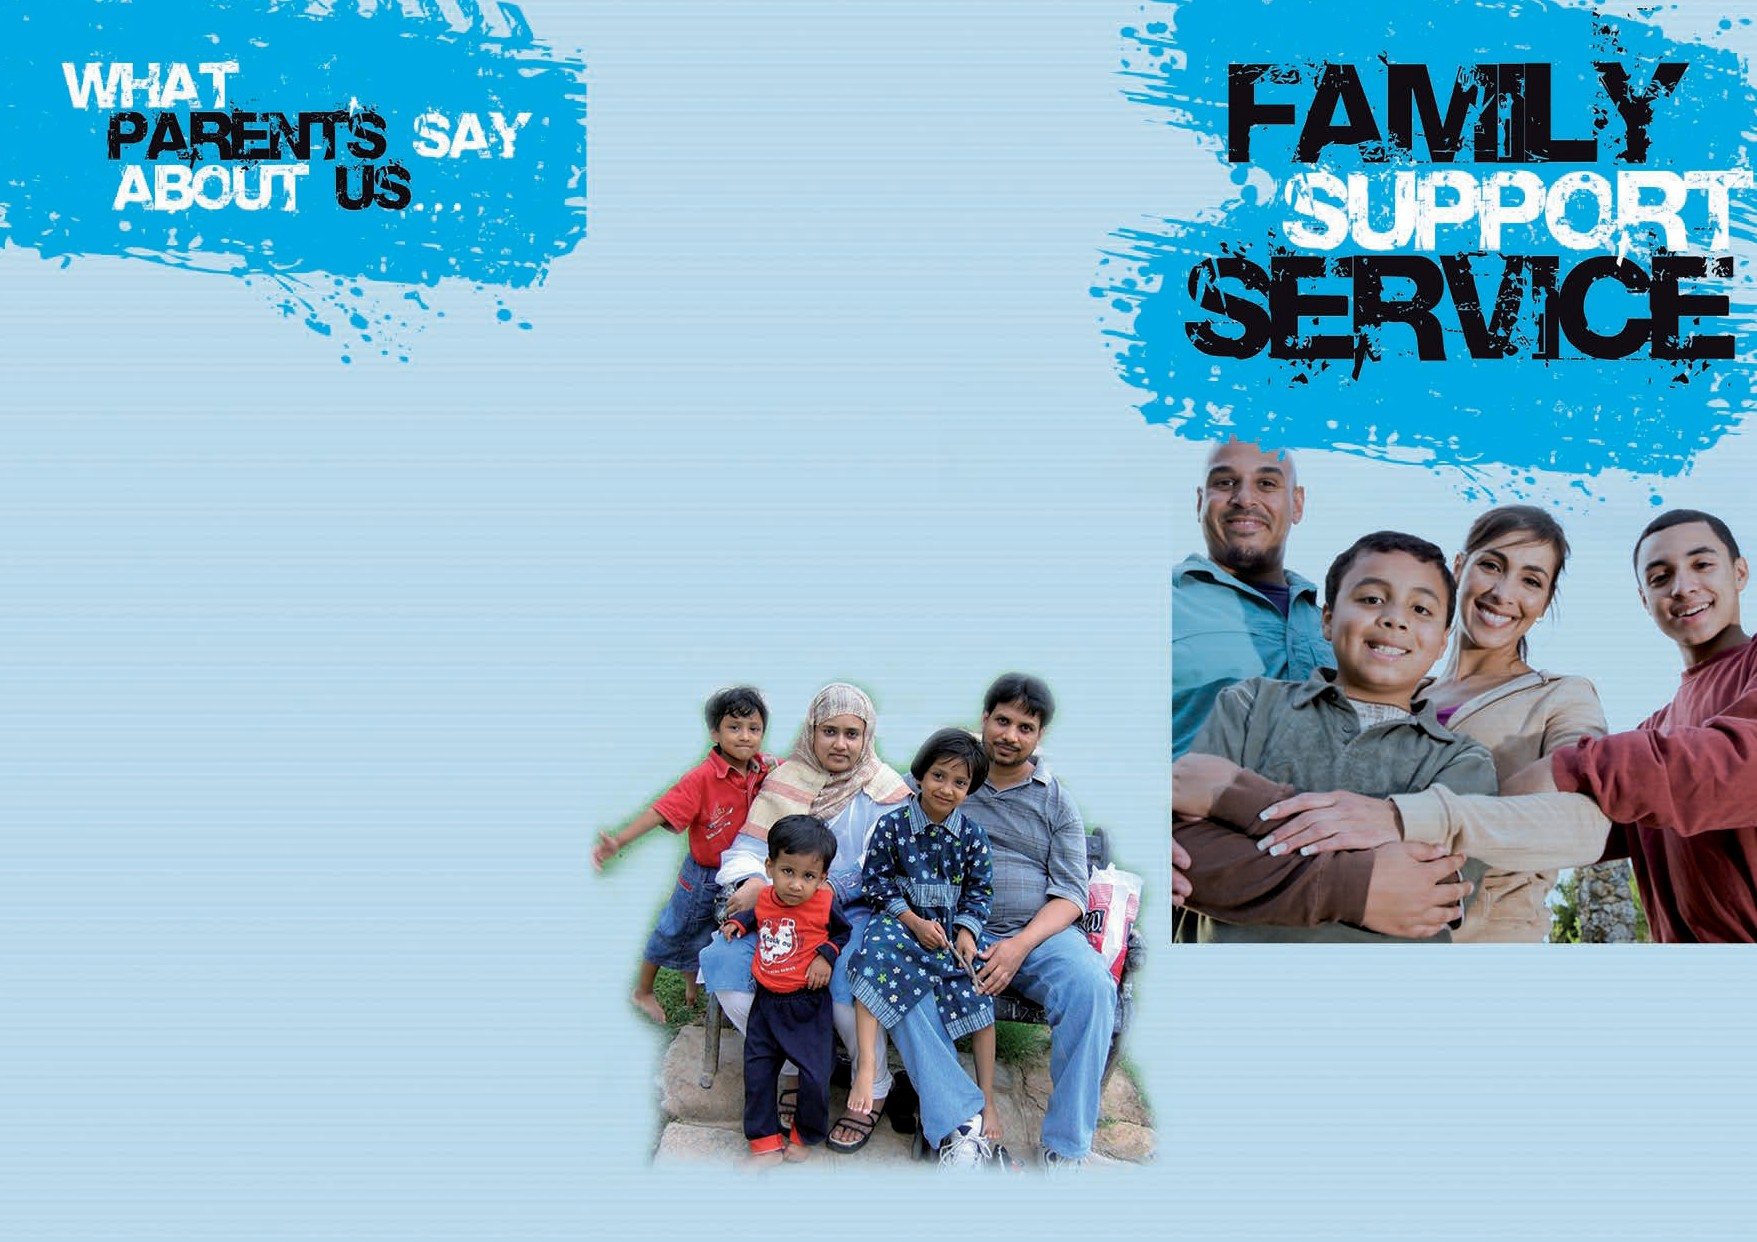 WHAT
PARENTS SAY
ABOUT US...
FAMILY
SUPPORT
SERVICE